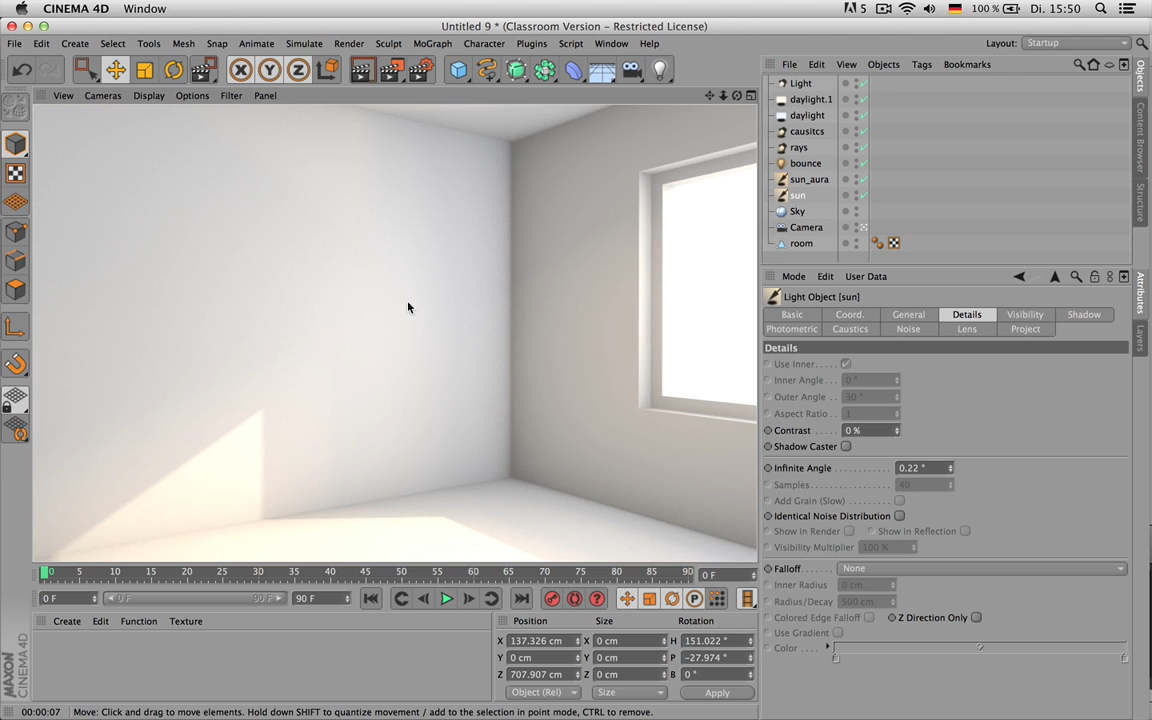 CINEMA 4D Window 5 100 % Di. 15:50
Untitled 9 * (Classroom Version - Restricted License)
File Edit Create Select Tools Mesh Snap Animate Simulate Render Sculpt MoGraph Character Plugins Script Window Help Layout: Startup
File Edit View Objects Tags Bookmarks
View Cameras Display Options Filter Panel
Light
daylight.1
daylight
causitcs
rays
bounce
sun_aura
sun
Sky
Camera
room
Objects
Content Browser
Structure
Mode Edit User Data
Light Object [sun]
Basic Coord. General Details Visibility Shadow
Photometric Caustics Noise Lens Project
Details
Use Inner
Inner Angle 0 °
Outer Angle 30 °
Aspect Ratio 1
Contrast 0 %
Shadow Caster
Infinite Angle 0.22 °
Samples 40
Add Grain (Slow)
Identical Noise Distribution
Show in Render Show in Reflection
Visibility Multiplier 100 %
Falloff None
Inner Radius 0 cm
Radius/Decay 500 cm
Colored Edge Falloff Z Direction Only
Use Gradient
Color
Attributes
Layers
0 5 10 15 20 25 30 35 40 45 50 55 60 65 70 75 80 85 90 0 F
0 F 0 F 90 F 90 F
Create Edit Function Texture
Position Size Rotation
X 137.326 cm X 0 cm H 151.022 °
Y 0 cm Y 0 cm P -27.974 °
Z 707.907 cm Z 0 cm B 0 °
Object (Rel) Size Apply
MAXON CINEMA 4D
00:00:07 Move: Click and drag to move elements. Hold down SHIFT to quantize movement / add to the selection in point mode, CTRL to remove.